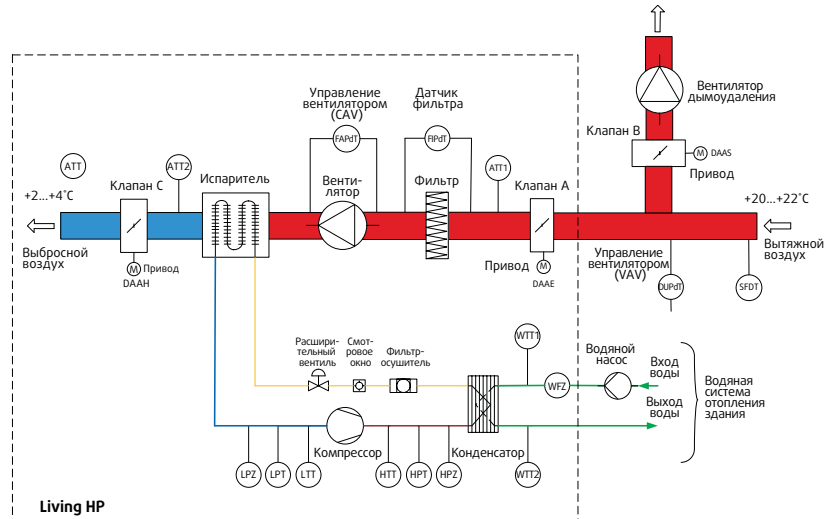 Вентилятор
дымоудаления
Клапан В
M
DAAS
Привод
Управление
вентилятором
(CAV)
Датчик
фильтра
FAPdT
FIPdT
ATT
ATT2
ATT1
Клапан С
Испаритель
Венти-
лятор
Фильтр
Клапан А
+2...+4˚C
+20...+22˚C
Выбросной
воздух
M
Привод
DAAH
Привод
M
DAAE
Управление
вентилятором
(VAV)
Вытяжной
воздух
DUPdT
SFDT
Расшири-
тельный
вентиль
Смот-
ровое
окно
Фильтр-
осушитель
WTT1
WFZ
Водяной
насос
Вход
воды
Выход
воды
Водяная
система
отопления
здания
Компрессор
Конденсатор
LPZ
LPT
LTT
HTT
HPT
HPZ
WTT2
Living HP